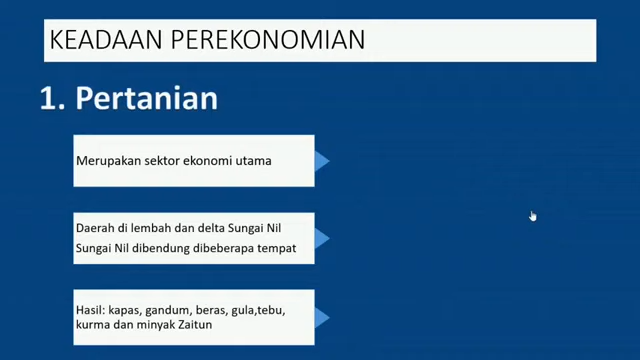 KEADAAN PEREKONOMIAN
1. Pertanian
Merupakan sektor ekonomi utama
Daerah di lembah dan delta Sungai Nil
Sungai Nil dibendung dibeberapa tempat
Hasil: kapas, gandum, beras, gula,tebu,
kurma dan minyak Zaitun